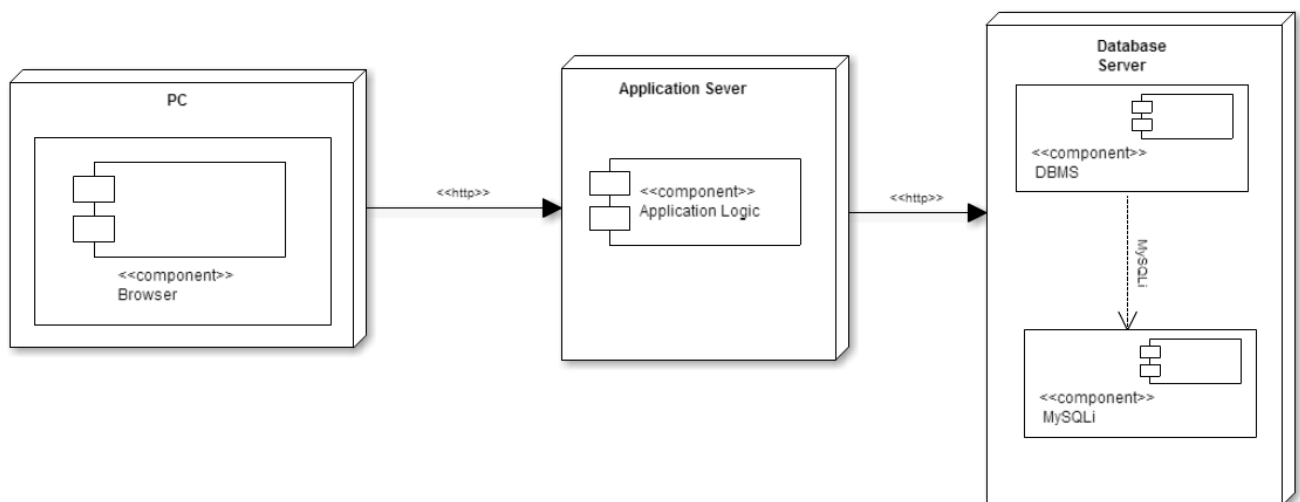 PC
<<component>>
Browser
<<http>>
Application Sever
<<component>>
Application Logic
<<http>>
Database
Server
<<component>>
DBMS
MySQLi
<<component>>
MySQLi